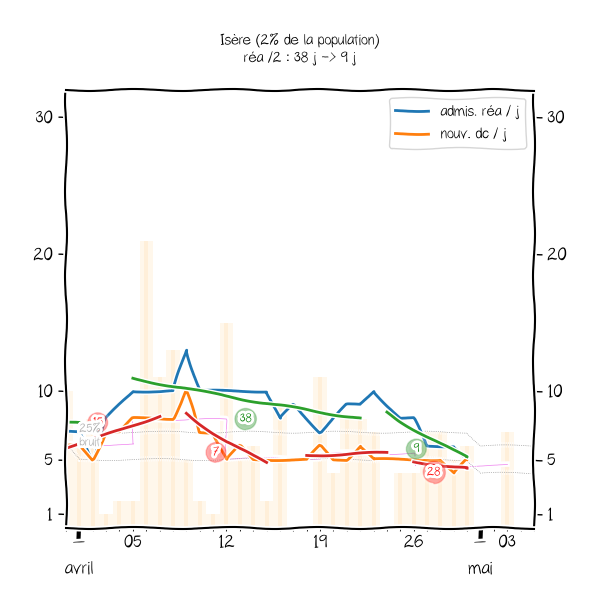 Isère (2% de la population)
réa /2 : 38 j -> 9 j
admis. réa / j
nouv. dc / j
30
30
20
20
10
10
25%
bruit
38
7
9
28
5
5
1
1
05
12
19
26
03
avril
mai